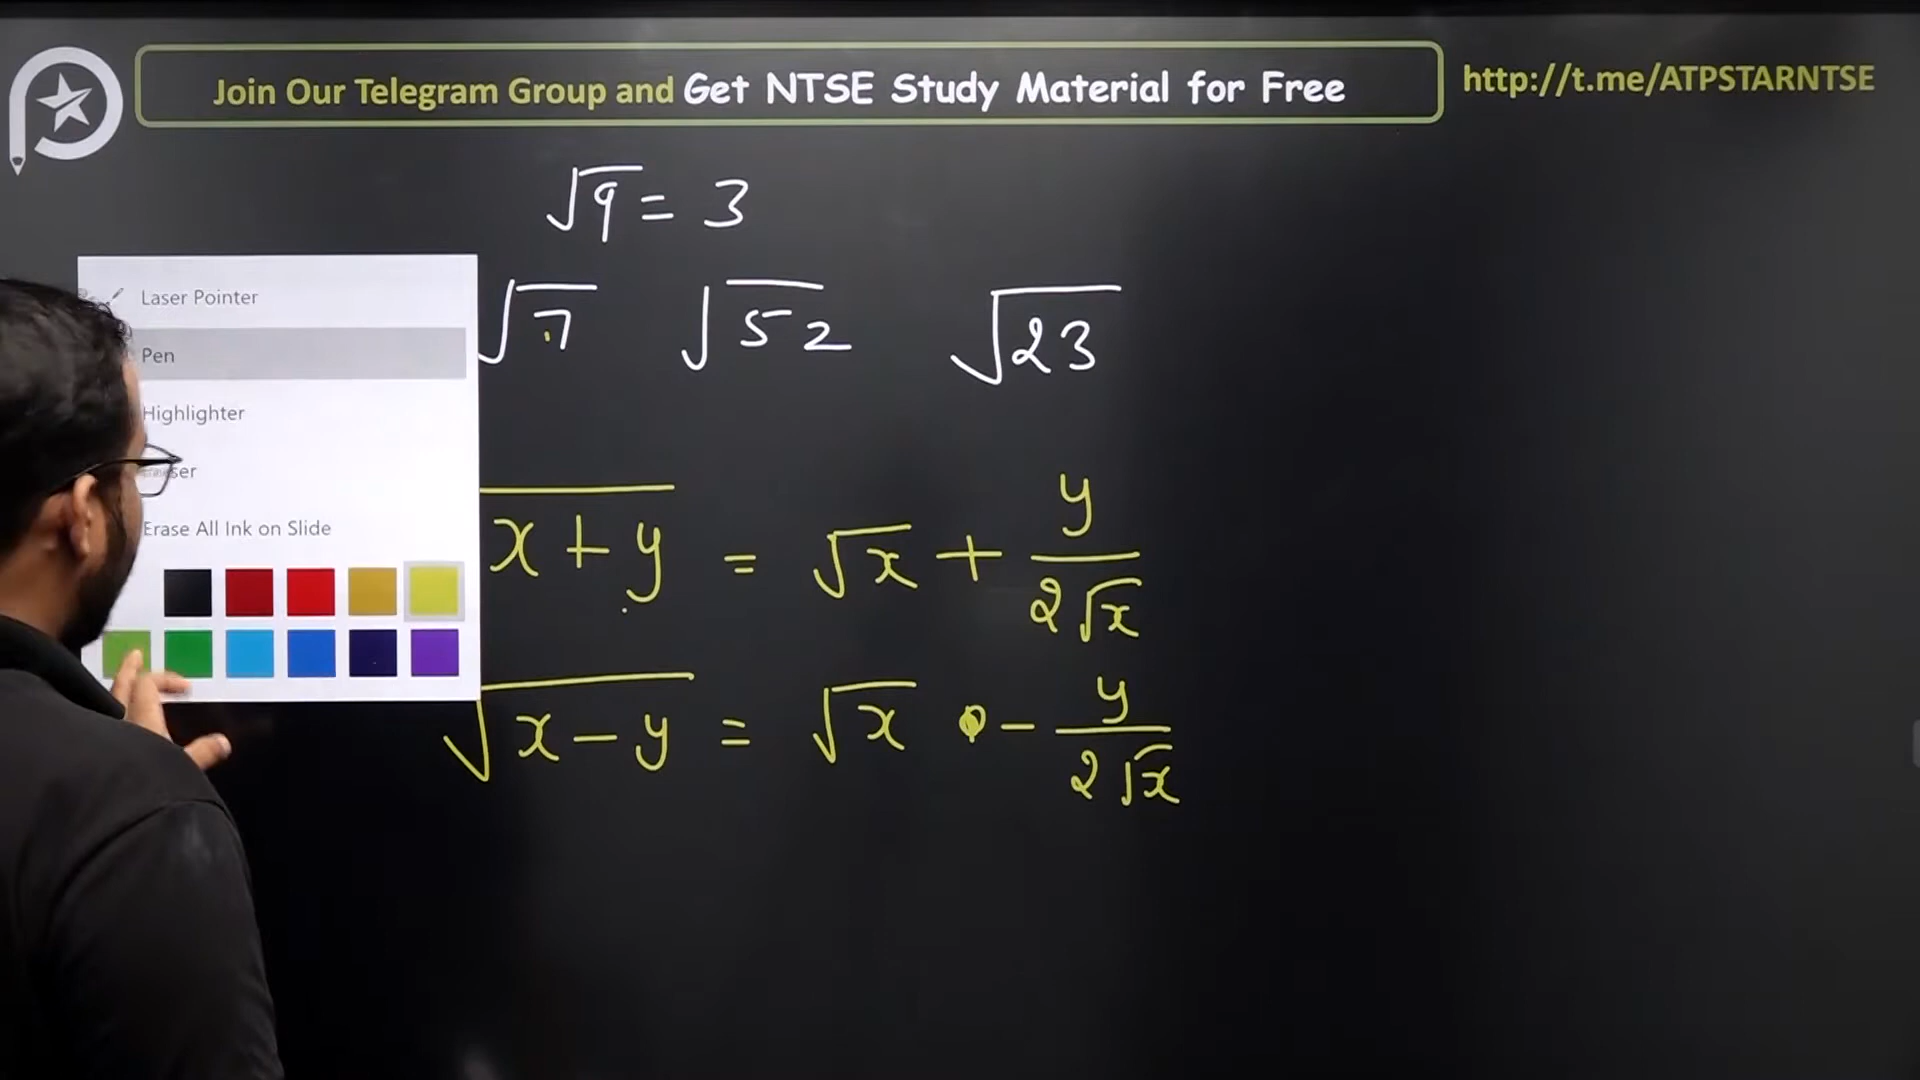 Join Our Telegram Group and Get NTSE Study Material for Free
http://t.me/ATPSTARNTSE
√9 = 3
√7 √52 √23
Laser Pointer
Pen
Highlighter
Erase All Ink on Slide
x + y = √x + y/2√x
√x - y = √x - y/2√x